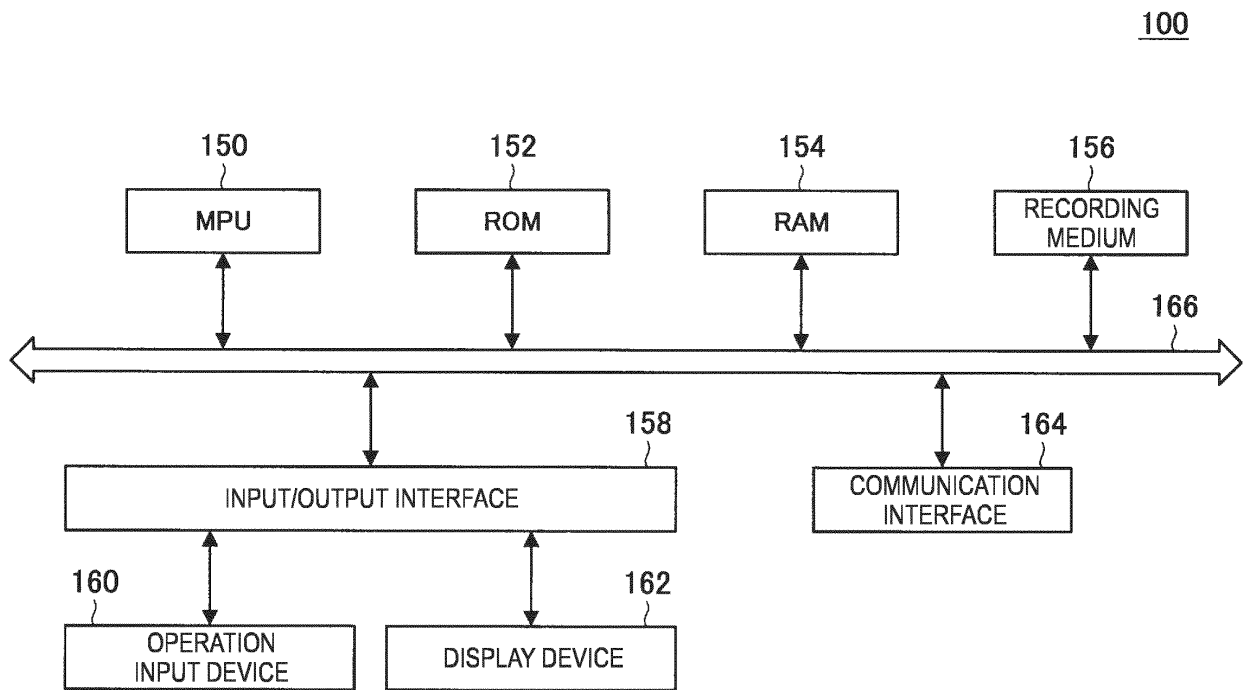 100
150
152
154
156
MPU
ROM
RAM
RECORDING
MEDIUM
166
158
164
INPUT/OUTPUT INTERFACE
COMMUNICATION
INTERFACE
160
162
OPERATION
INPUT DEVICE
DISPLAY DEVICE